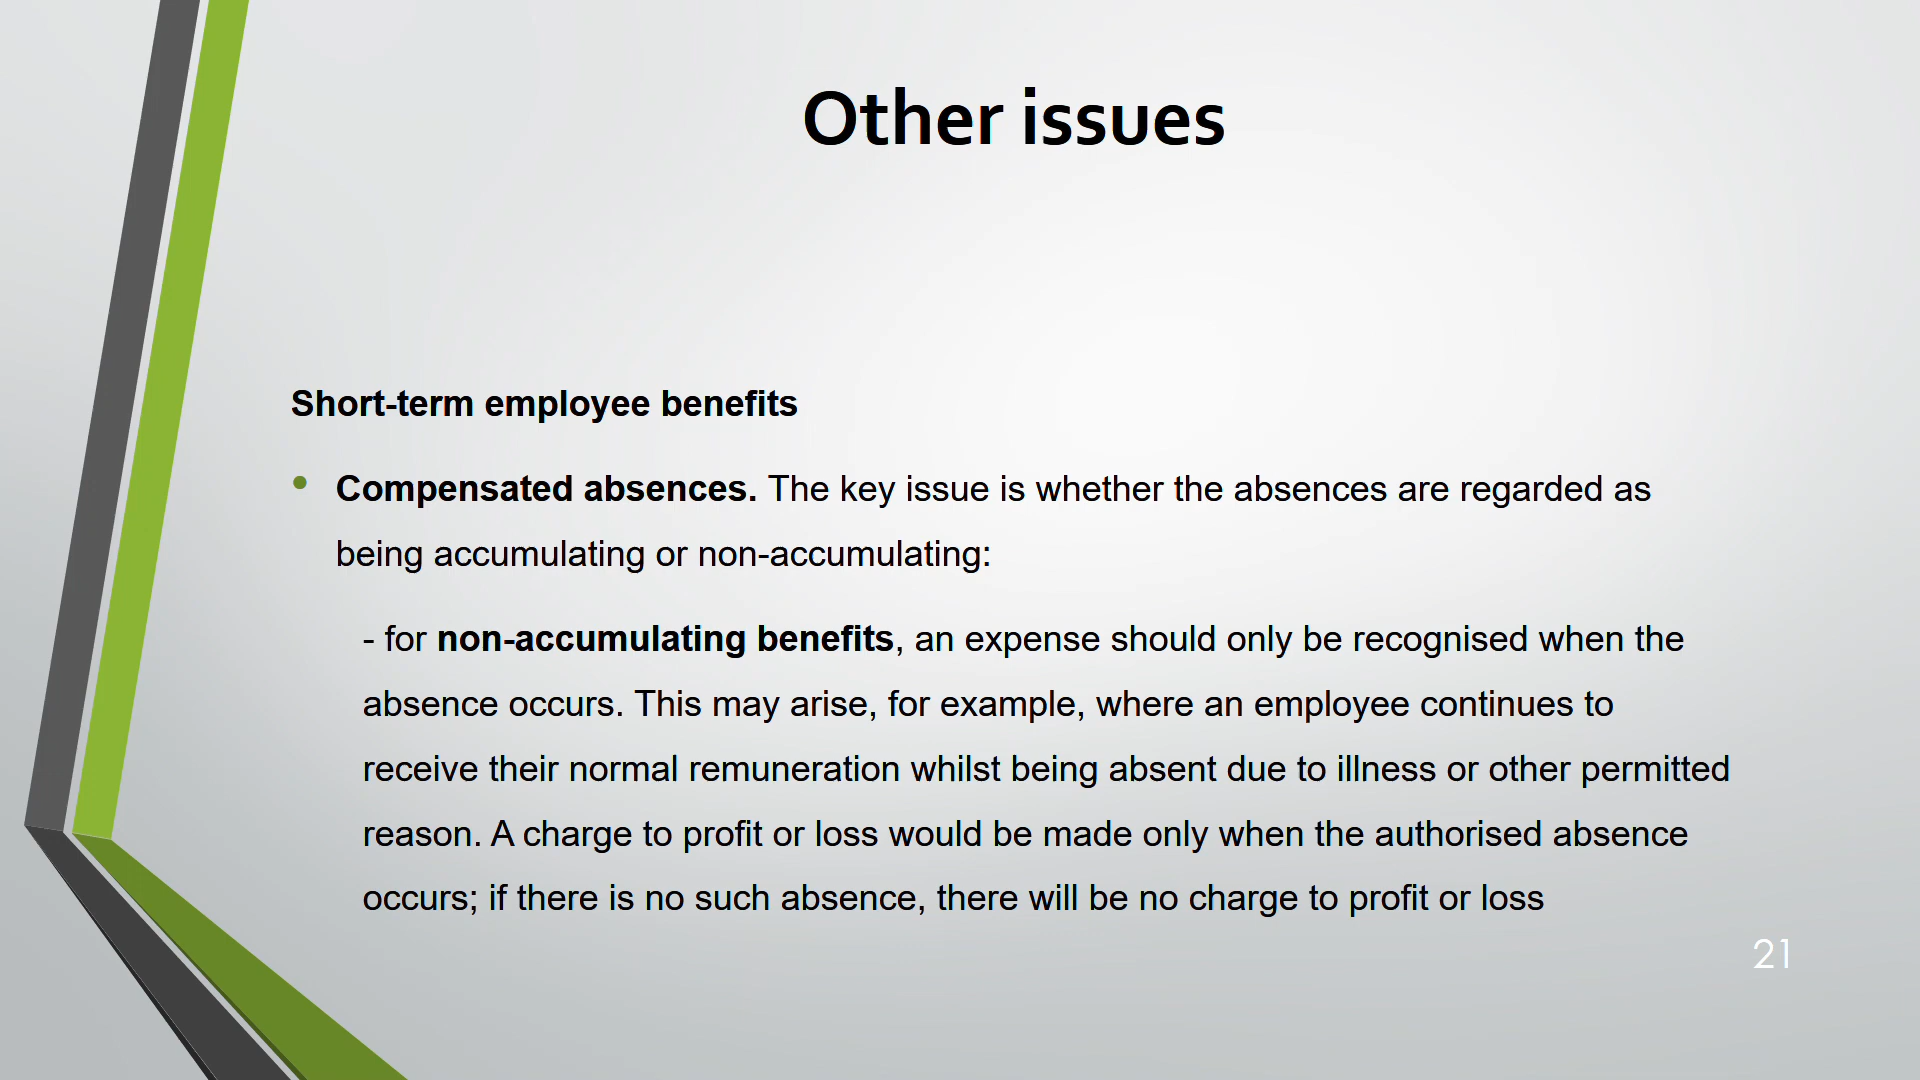 Other issues
Short-term employee benefits
• Compensated absences. The key issue is whether the absences are regarded as
being accumulating or non-accumulating:
- for non-accumulating benefits, an expense should only be recognised when the
absence occurs. This may arise, for example, where an employee continues to
receive their normal remuneration whilst being absent due to illness or other permitted
reason. A charge to profit or loss would be made only when the authorised absence
occurs; if there is no such absence, there will be no charge to profit or loss
21